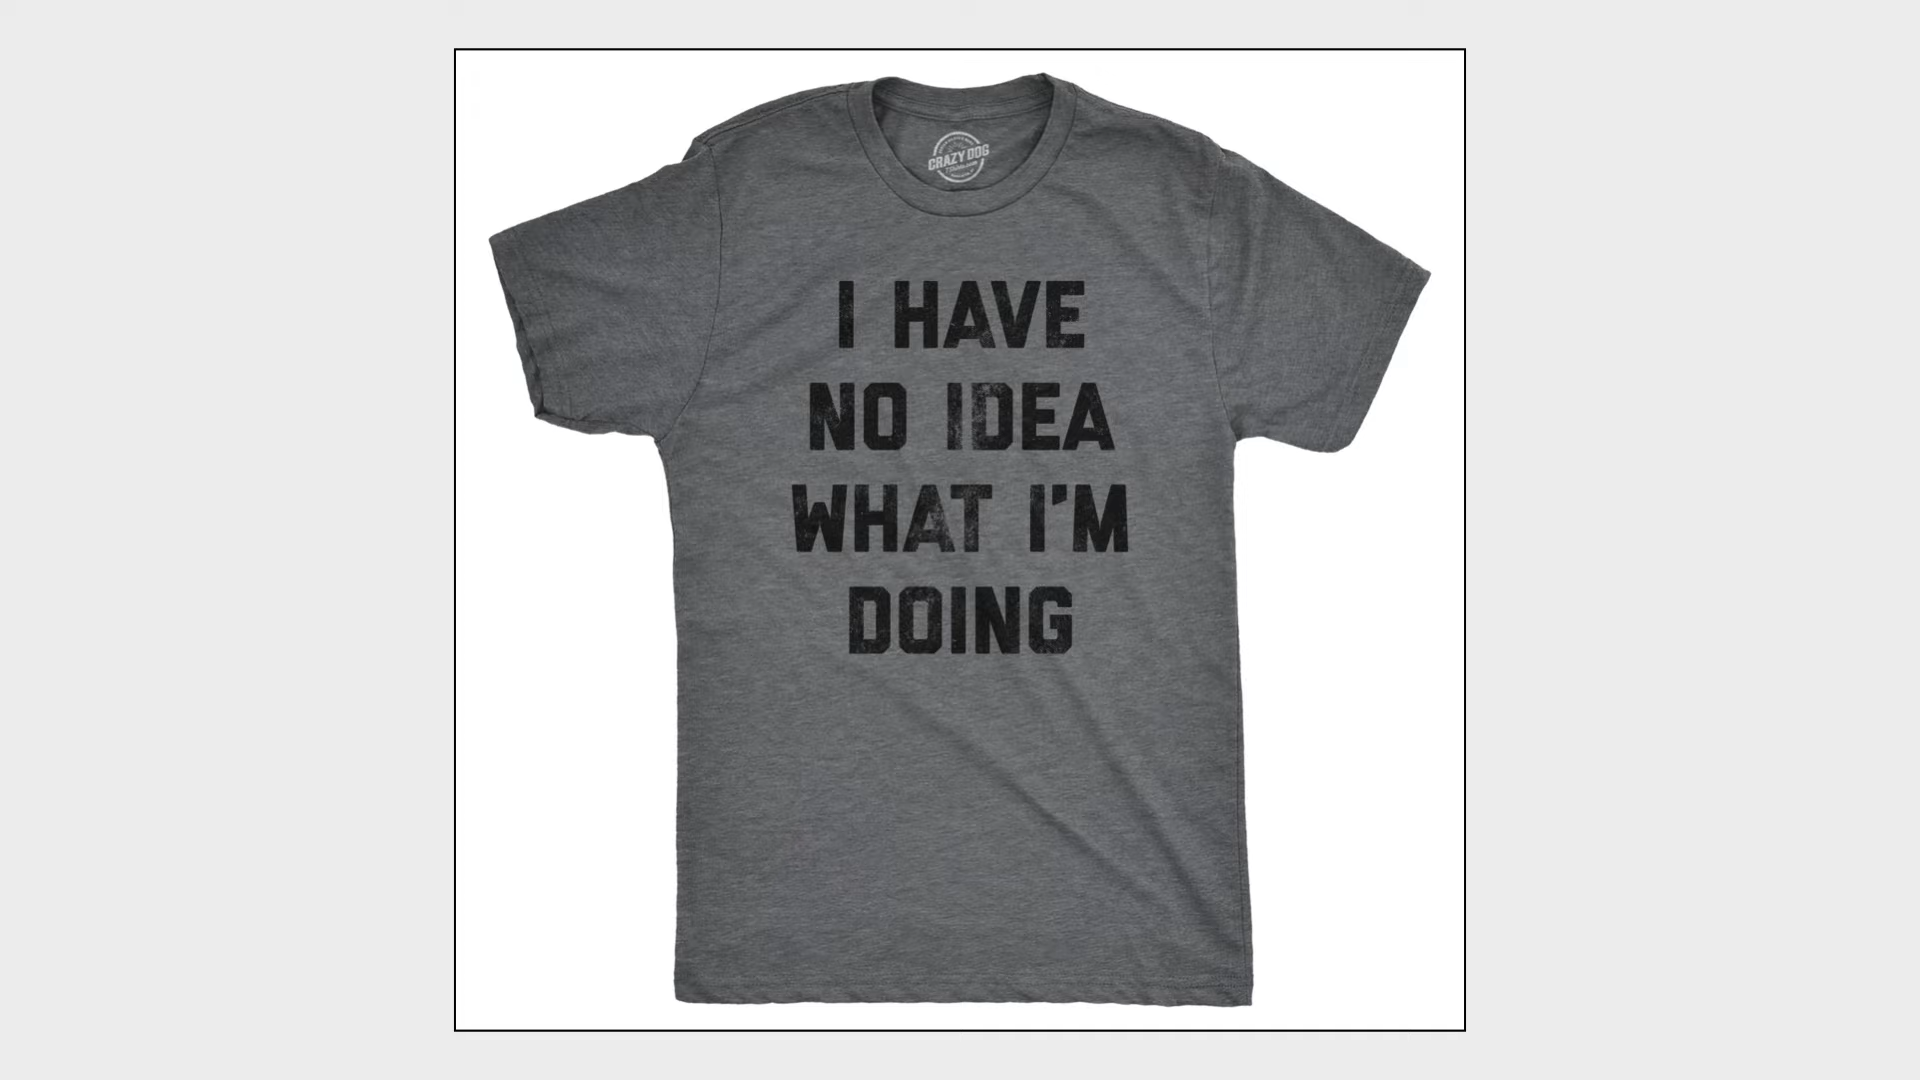 CRAZY DOG
I HAVE
NO IDEA
WHAT I'M
DOING